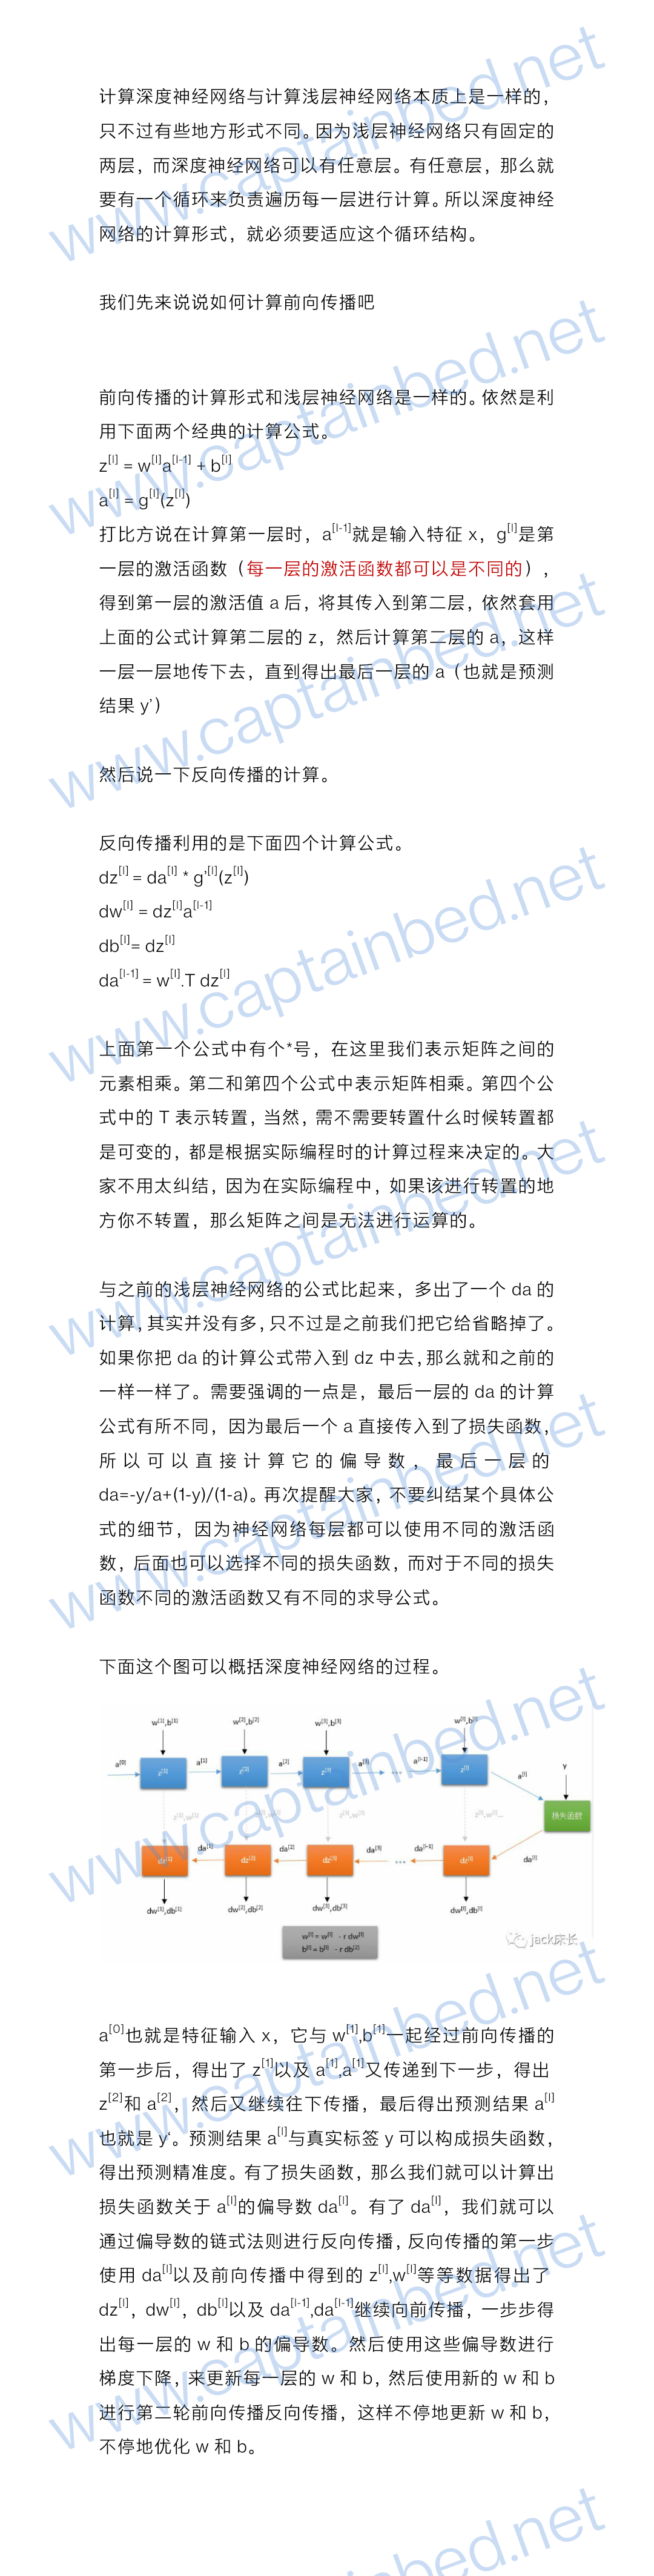 计算深度神经网络与计算浅层神经网络本质上是一样的，
只不过有些地方形式不同。因为浅层神经网络只有固定的
两层，而深度神经网络可以有任意层。有任意层，那么就
要有一个循环来负责遍历每一层进行计算。所以深度神经
网络的计算形式，就必须要适应这个循环结构。
我们先来说说如何计算前向传播吧
前向传播的计算形式和浅层神经网络是一样的。依然是利
用下面两个经典的计算公式。
z[l] = w[l]a[l-1] + b[l]
a[l] = g[l](z[l])
打比方说在计算第一层时，a[l-1]就是输入特征 x，g[l]是第
一层的激活函数（每一层的激活函数都可以是不同的），
得到第一层的激活值 a 后，将其传入到第二层，依然套用
上面的公式计算第二层的 z，然后计算第二层的 a，这样
一层一层地传下去，直到得出最后一层的 a（也就是预测
结果 y’）
然后说一下反向传播的计算。
反向传播利用的是下面四个计算公式。
dz[l] = da[l] * g’[l](z[l])
dw[l] = dz[l]a[l-1]
db[l]= dz[l]
da[l-1] = w[l].T dz[l]
上面第一个公式中有个*号，在这里我们表示矩阵之间的
元素相乘。第二和第四个公式中表示矩阵相乘。第四个公
式中的 T 表示转置，当然，需不需要转置什么时候转置都
是可变的，都是根据实际编程时的计算过程来决定的。大
家不用太纠结，因为在实际编程中，如果该进行转置的地
方你不转置，那么矩阵之间是无法进行运算的。
与之前的浅层神经网络的公式比起来，多出了一个 da 的
计算，其实并没有多，只不过是之前我们把它给省略掉了。
如果你把 da 的计算公式带入到 dz 中去，那么就和之前的
一样一样了。需要强调的一点是，最后一层的 da 的计算
公式有所不同，因为最后一个 a 直接传入到了损失函数，
所以可以直接计算它的偏导数，最后一层的
da=-y/a+(1-y)/(1-a)。再次提醒大家，不要纠结某个具体公
式的细节，因为神经网络每层都可以使用不同的激活函
数，后面也可以选择不同的损失函数，而对于不同的损失
函数不同的激活函数又有不同的求导公式。
下面这个图可以概括深度神经网络的过程。
w[1],b[1] w[2],b[2] w[3],b[3] w[l],b[l]
a[0] z[1] a[1] z[2] a[2] z[3] a[3] ... a[l-1] z[l] a[l] y
z[1],w[1] z[2],w[2] z[3],w[3] z[l],w[l]... 损失函数
dz[1] da[1] dz[2] da[2] dz[3] da[3] ... da[l-1] dz[l] da[l]
dw[1],db[1] dw[2],db[2] dw[3],db[3] dw[l],db[l]
w[l] = w[l] - r dw[l]
b[l] = b[l] - r db[2]
jack床长
a[0]也就是特征输入 x，它与 w[1],b[1]一起经过前向传播的
第一步后，得出了 z[1]以及 a[1],a[1]又传递到下一步，得出
z[2]和 a[2]，然后又继续往下传播，最后得出预测结果 a[l]
也就是 y‘。预测结果 a[l]与真实标签 y 可以构成损失函数，
得出预测精准度。有了损失函数，那么我们就可以计算出
损失函数关于 a[l]的偏导数 da[l]。有了 da[l]，我们就可以
通过偏导数的链式法则进行反向传播，反向传播的第一步
使用 da[l]以及前向传播中得到的 z[l],w[l]等等数据得出了
dz[l]，dw[l]，db[l]以及 da[l-1],da[l-1]继续向前传播，一步步得
出每一层的 w 和 b 的偏导数。然后使用这些偏导数进行
梯度下降，来更新每一层的 w 和 b，然后使用新的 w 和 b
进行第二轮前向传播反向传播，这样不停地更新 w 和 b，
不停地优化 w 和 b。
www.captainbed.net
www.captainbed.net
www.captainbed.net
www.captainbed.net
www.captainbed.net
www.captainbed.net
www.captainbed.net
www.captainbed.net
www.captainbed.net
www.captainbed.net